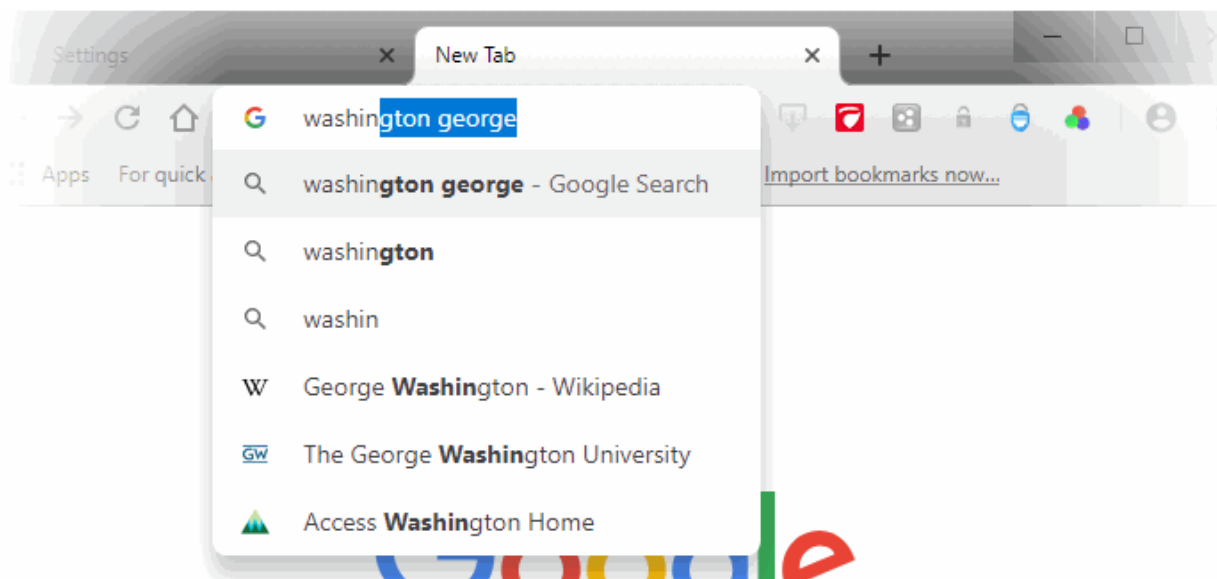 Settings
New Tab
washington george
Apps For quick
Import bookmarks now...
washington george - Google Search
washington
washin
W George Washington - Wikipedia
GW The George Washington University
Access Washington Home
Google